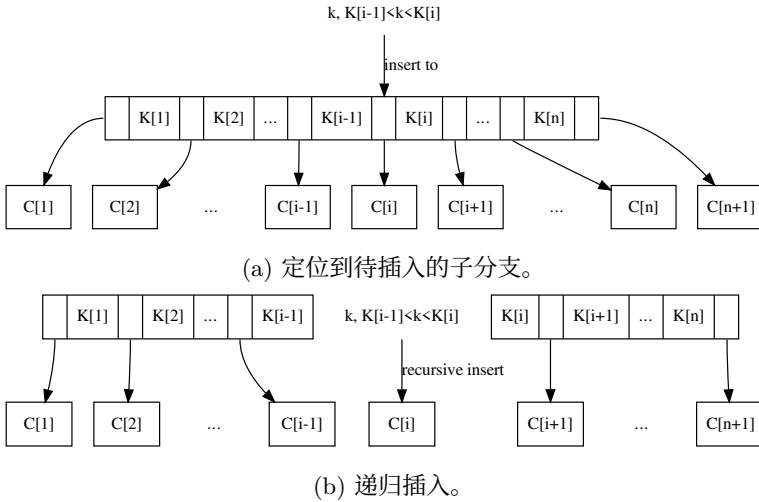 k, K[i-1]<k<K[i]
insert to
K[1] K[2] ... K[i-1] K[i] ... K[n]
C[1] C[2] ... C[i-1] C[i] C[i+1] ... C[n] C[n+1]
(a) 定位到待插入的子分支。
K[1] K[2] ... K[i-1] k, K[i-1]<k<K[i] K[i] K[i+1] ... K[n]
recursive insert
C[1] C[2] ... C[i-1] C[i] C[i+1] ... C[n+1]
(b) 递归插入。